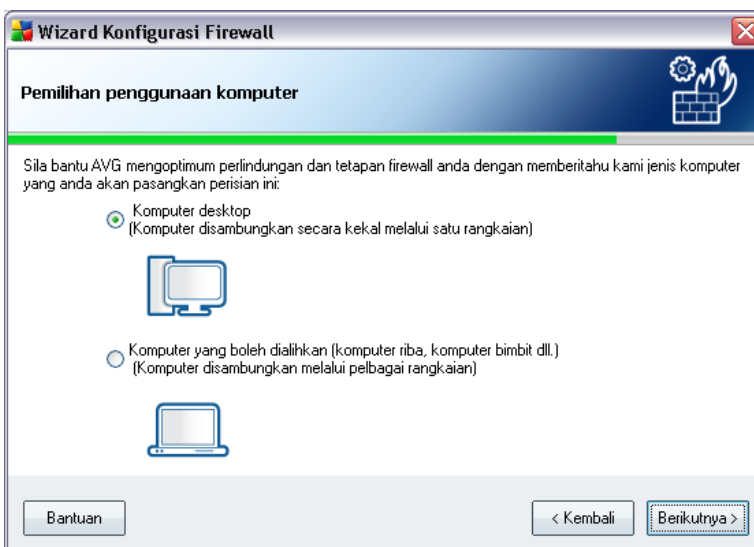 Wizard Konfigurasi Firewall
Pemilihan penggunaan komputer
Sila bantu AVG mengoptimum perlindungan dan tetapan firewall anda dengan memberitahu kami jenis komputer
yang anda akan pasangkan perisian ini:
Komputer desktop
(Komputer disambungkan secara kekal melalui satu rangkaian)
Komputer yang boleh dialihkan (komputer riba, komputer bimbit dll.)
(Komputer disambungkan melalui pelbagai rangkaian)
Bantuan
< Kembali
Berikutnya >